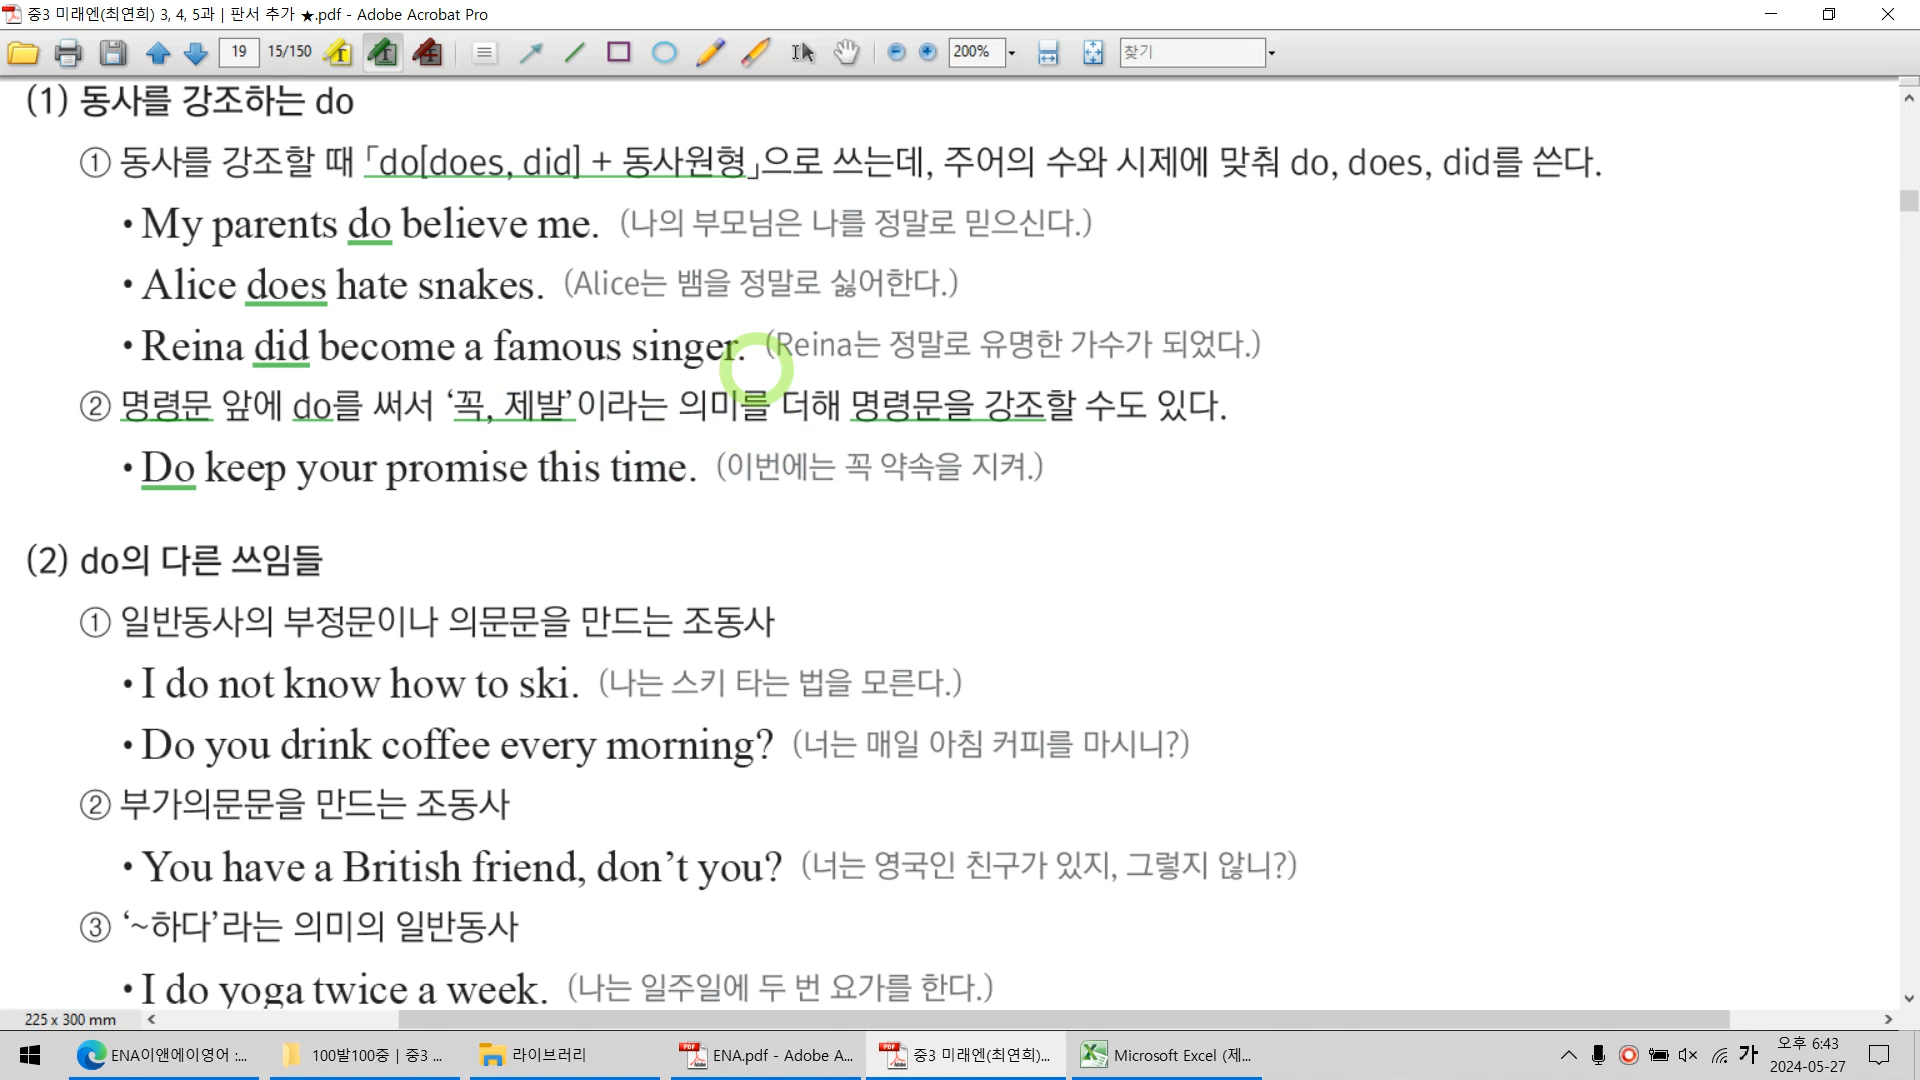 중3 미래엔(최연희) 3, 4, 5과 | 판서 추가 ★.pdf - Adobe Acrobat Pro
19 15/150 200% 찾기
(1) 동사를 강조하는 do
① 동사를 강조할 때 「do[does, did] + 동사원형」으로 쓰는데, 주어의 수와 시제에 맞춰 do, does, did를 쓴다.
• My parents do believe me. (나의 부모님은 나를 정말로 믿으신다.)
• Alice does hate snakes. (Alice는 뱀을 정말로 싫어한다.)
• Reina did become a famous singer. (Reina는 정말로 유명한 가수가 되었다.)
② 명령문 앞에 do를 써서 ‘꼭, 제발’이라는 의미를 더해 명령문을 강조할 수도 있다.
• Do keep your promise this time. (이번에는 꼭 약속을 지켜.)
(2) do의 다른 쓰임들
① 일반동사의 부정문이나 의문문을 만드는 조동사
• I do not know how to ski. (나는 스키 타는 법을 모른다.)
• Do you drink coffee every morning? (너는 매일 아침 커피를 마시니?)
② 부가의문문을 만드는 조동사
• You have a British friend, don’t you? (너는 영국인 친구가 있지, 그렇지 않니?)
③ ‘~하다’라는 의미의 일반동사
• I do yoga twice a week. (나는 일주일에 두 번 요가를 한다.)
225 x 300 mm
ENA이앤에이영어 :... 100발100중 | 중3 ... 라이브러리 ENA.pdf - Adobe A... 중3 미래엔(최연희)... Microsoft Excel (제... 가 오후 6:43
2024-05-27